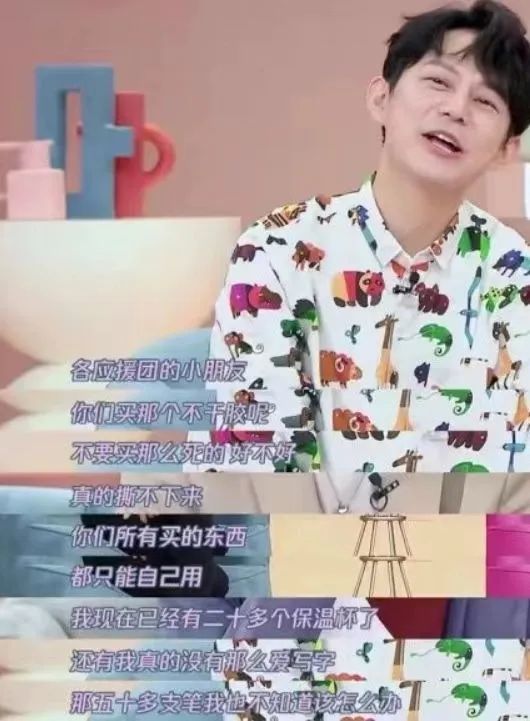 各应援团的小朋友
你们买那个不干胶呢
不要买那么死的 好不好
真的撕不下来
你们所有买的东西
都只能自己用
我现在已经有二十多个保温杯了
还有我真的没有那么爱写字
那五十多支笔我也不知道该怎么办